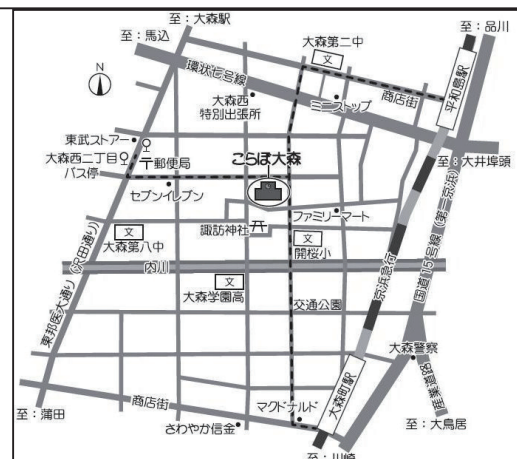 至：大森駅
至：品川
至：馬込
大森第二中
文
環状七号線
商店街
平和島駅
N
大森西
特別出張所
ミニストップ
東武ストアー
大森西二丁目
バス停
〒郵便局
こらぼ大森
至：大井埠頭
セブンイレブン
ファミリーマート
諏訪神社
文
大森第八中
文
開桜小
内川
文
大森学園高
京浜急行
国道15号線（第一京浜）
東邦医大通り（沢田通り）
交通公園
大森警察
産業道路
大森町駅
商店街
マクドナルド
至：蒲田
さわやか信金
至：大鳥居
至：川崎